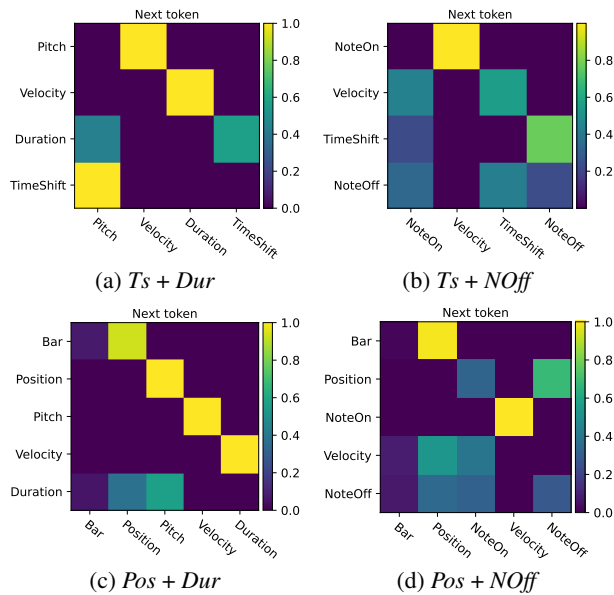 Next token
Pitch
Velocity
Duration
TimeShift
Pitch
Velocity
Duration
TimeShift
1.0
0.8
0.6
0.4
0.2
0.0
(a) Ts + Dur
Next token
NoteOn
Velocity
TimeShift
NoteOff
NoteOn
Velocity
TimeShift
NoteOff
0.8
0.6
0.4
0.2
(b) Ts + NOff
Next token
Bar
Position
Pitch
Velocity
Duration
Bar
Position
Pitch
Velocity
Duration
1.0
0.8
0.6
0.4
0.2
0.0
(c) Pos + Dur
Next token
Bar
Position
NoteOn
Velocity
NoteOff
Bar
Position
NoteOn
Velocity
NoteOff
1.0
0.8
0.6
0.4
0.2
0.0
(d) Pos + NOff